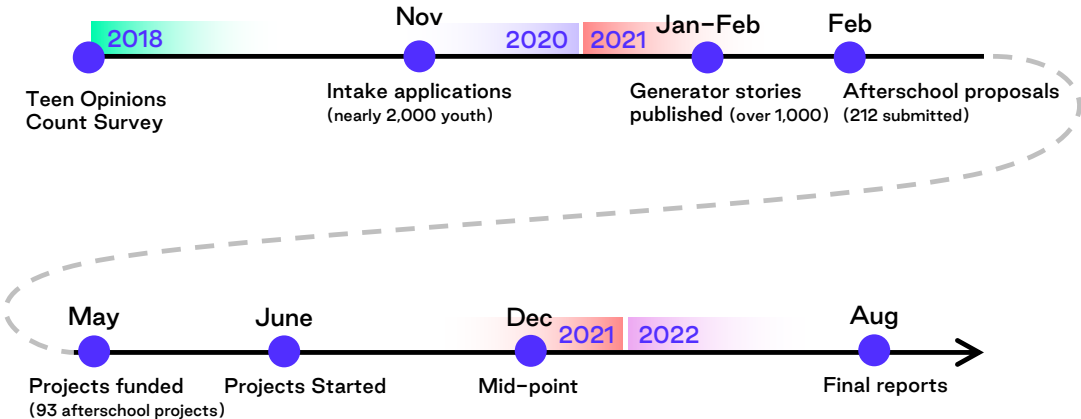 2018
Nov
2020
2021
Jan–Feb
Feb
Teen Opinions
Count Survey
Intake applications
(nearly 2,000 youth)
Generator stories
published (over 1,000)
Afterschool proposals
(212 submitted)
May
June
Dec
2021
2022
Aug
Projects funded
(93 afterschool projects)
Projects Started
Mid–point
Final reports